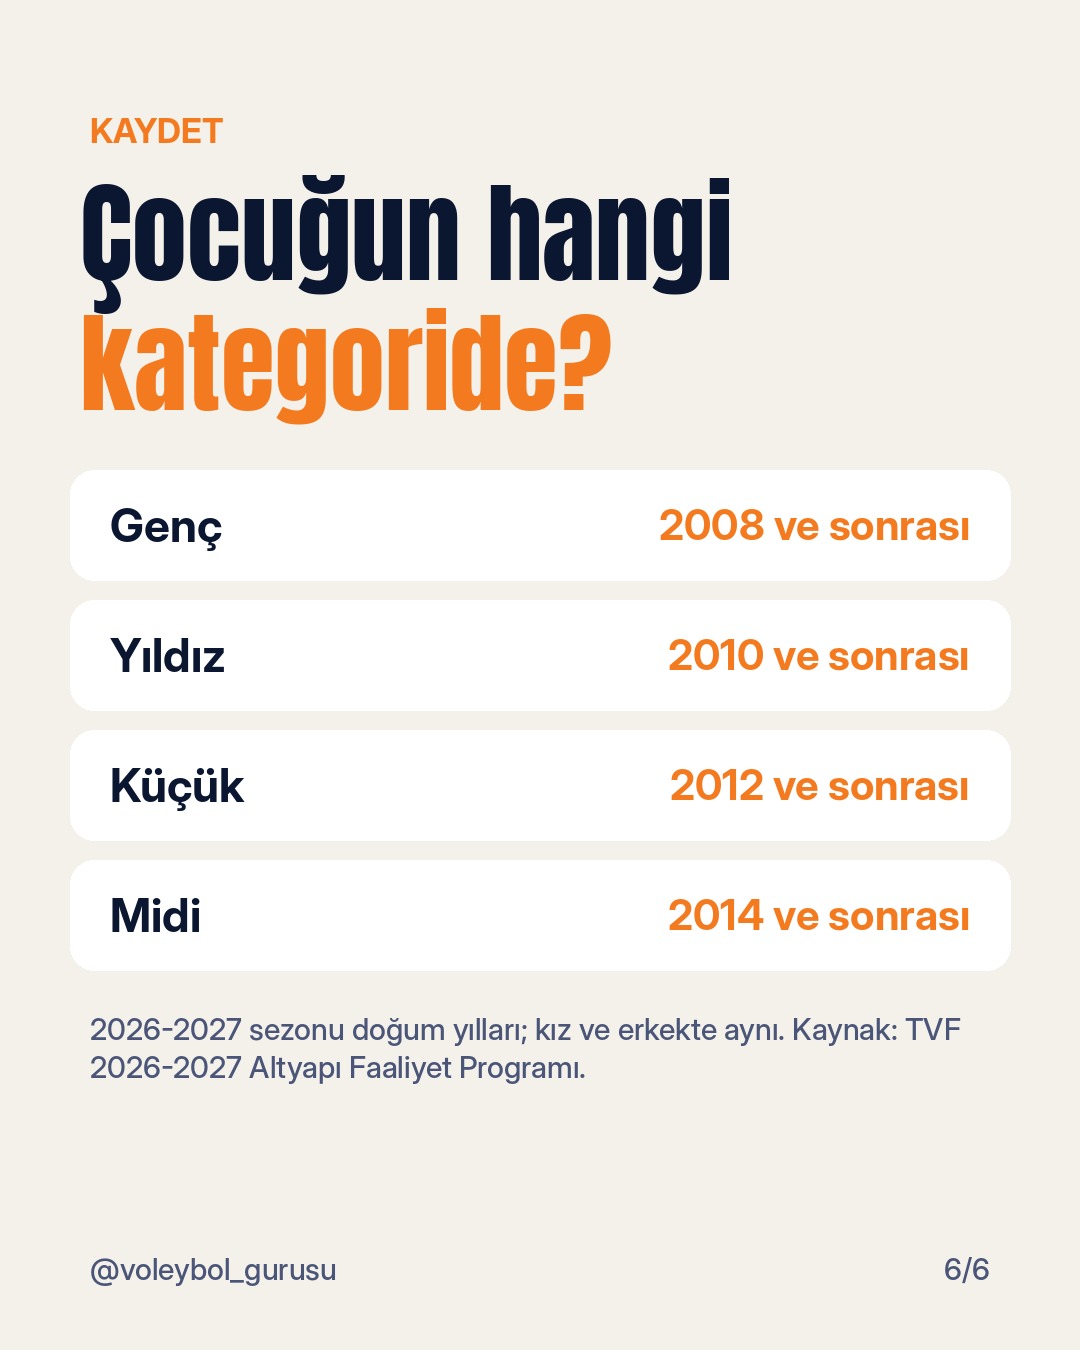 KAYDET
Çocuğun hangi
kategoride?
Genç 2008 ve sonrası
Yıldız 2010 ve sonrası
Küçük 2012 ve sonrası
Midi 2014 ve sonrası
2026-2027 sezonu doğum yılları; kız ve erkekte aynı. Kaynak: TVF
2026-2027 Altyapı Faaliyet Programı.
@voleybol_gurusu 6/6